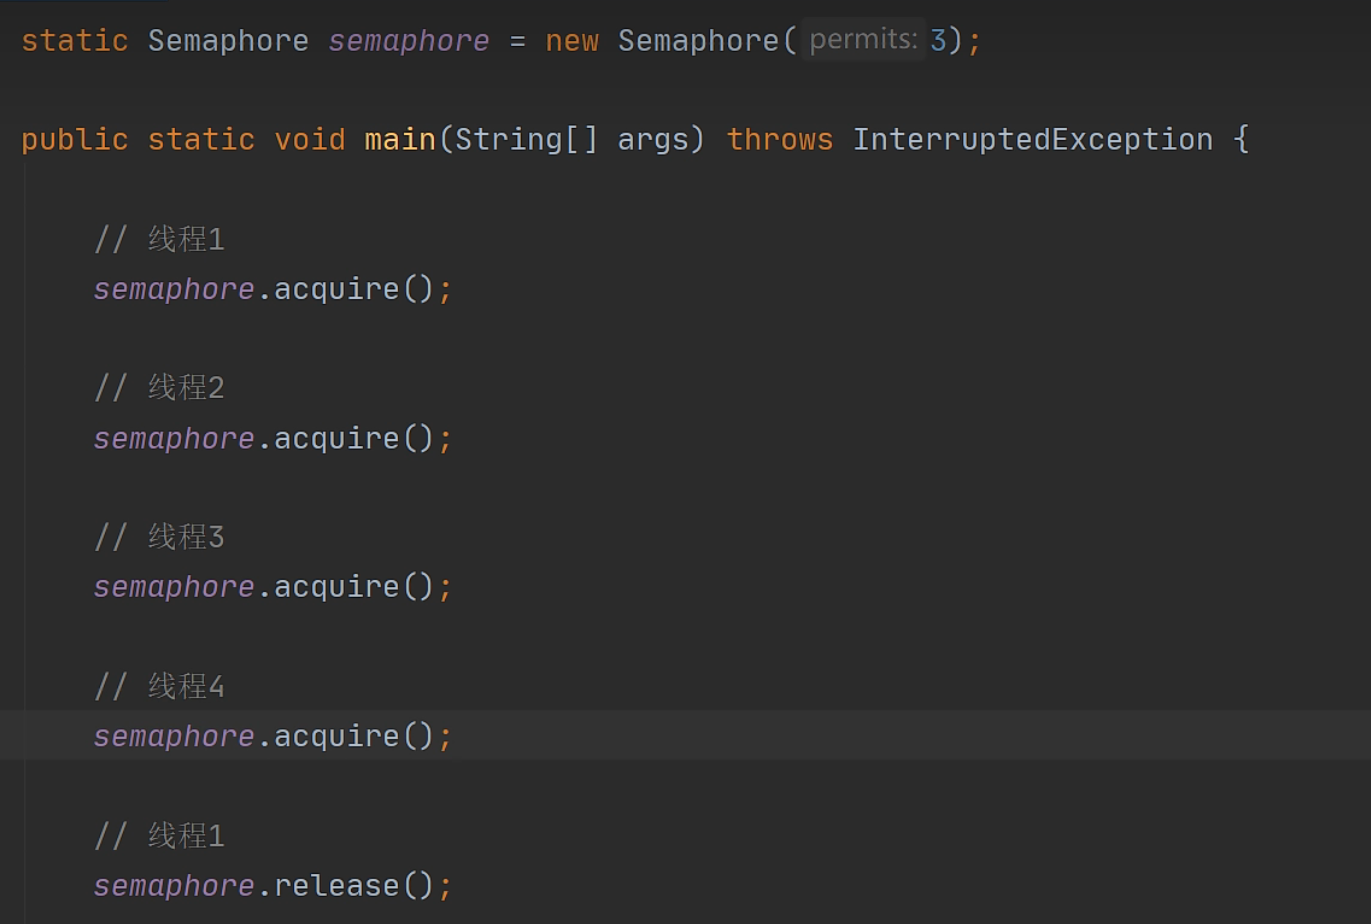 static Semaphore semaphore = new Semaphore( permits: 3);
public static void main(String[] args) throws InterruptedException {
// 线程1
semaphore.acquire();
// 线程2
semaphore.acquire();
// 线程3
semaphore.acquire();
// 线程4
semaphore.acquire();
// 线程1
semaphore.release();